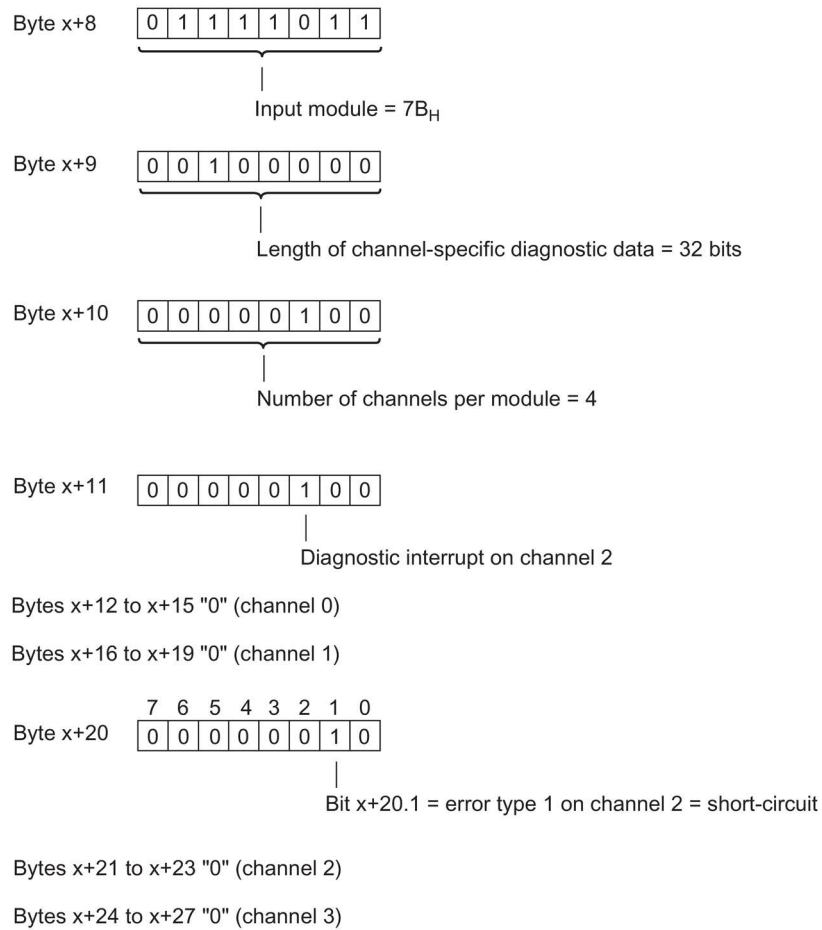 Byte x+8 0 1 1 1 1 0 1 1
Input module = 7BH
Byte x+9 0 0 1 0 0 0 0 0
Length of channel-specific diagnostic data = 32 bits
Byte x+10 0 0 0 0 0 1 0 0
Number of channels per module = 4
Byte x+11 0 0 0 0 0 1 0 0
Diagnostic interrupt on channel 2
Bytes x+12 to x+15 "0" (channel 0)
Bytes x+16 to x+19 "0" (channel 1)
7 6 5 4 3 2 1 0
Byte x+20 0 0 0 0 0 0 1 0
Bit x+20.1 = error type 1 on channel 2 = short-circuit
Bytes x+21 to x+23 "0" (channel 2)
Bytes x+24 to x+27 "0" (channel 3)